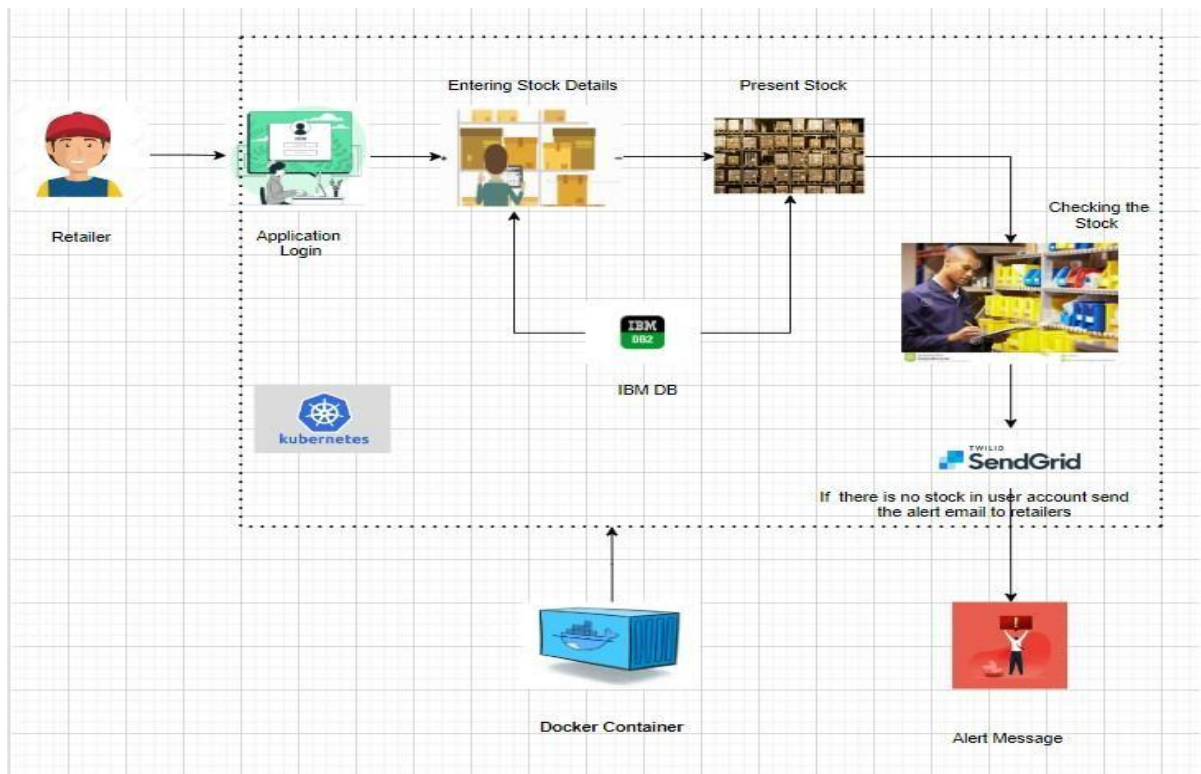 Entering Stock Details
Present Stock
Retailer
Application
Login
Checking the
Stock
IBM
DB2
IBM DB
kubernetes
TWILIO
SendGrid
If there is no stock in user account send
the alert email to retailers
!
Docker Container
Alert Message